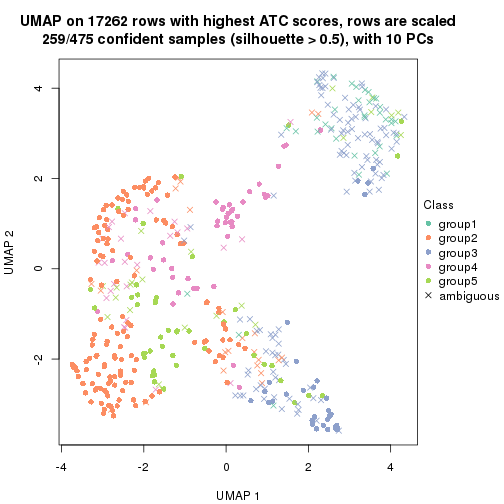 UMAP on 17262 rows with highest ATC scores, rows are scaled
259/475 confident samples (silhouette > 0.5), with 10 PCs
4
2
0
-2
UMAP 2
-4
-2
0
2
4
UMAP 1
Class
group1
group2
group3
group4
group5
ambiguous